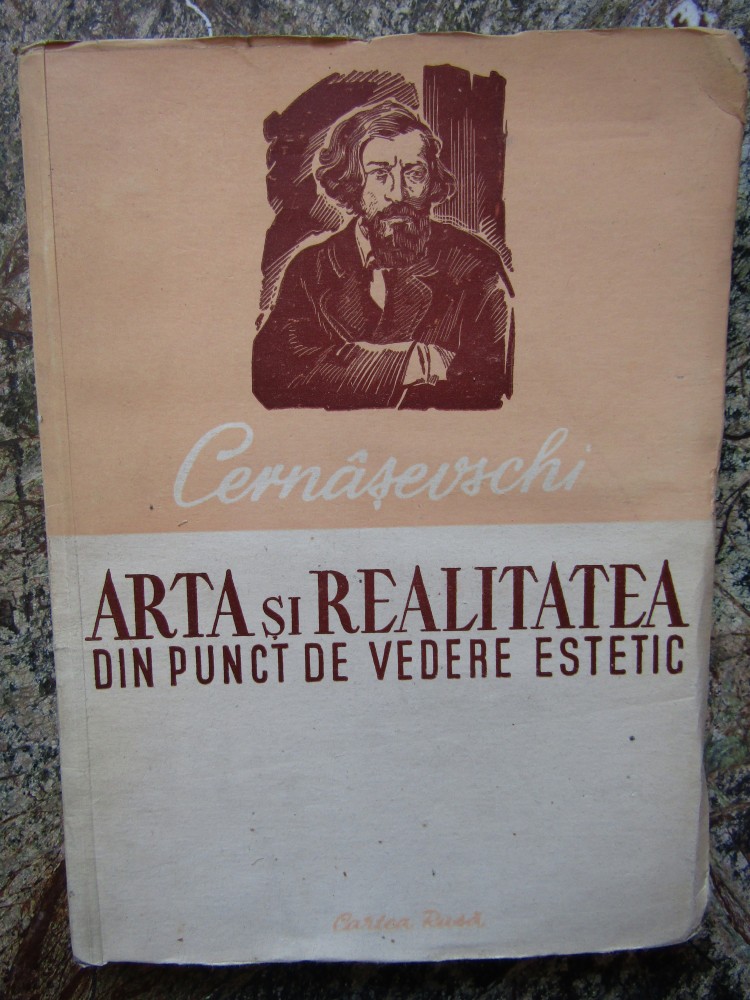 Cernâșevschi
ARTA ȘI REALITATEA
DIN PUNCT DE VEDERE ESTETIC
Cartea Rusă